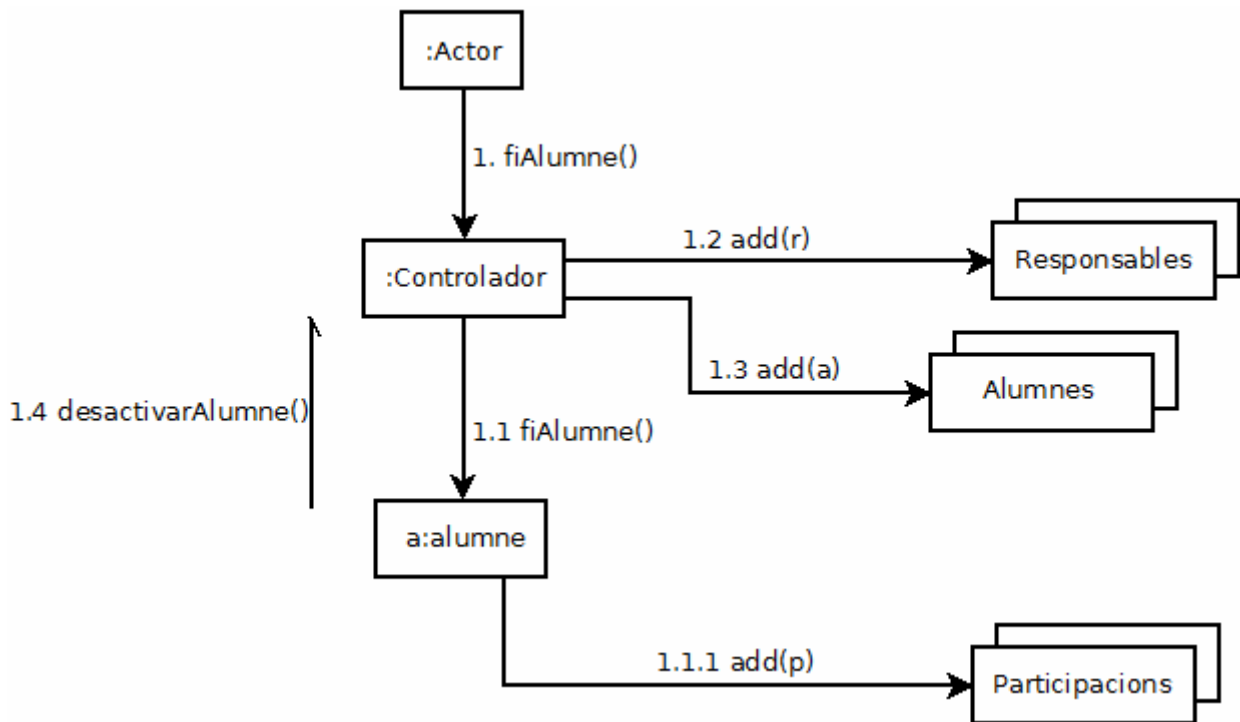 :Actor
1. fiAlumne()
1.2 add(r)
Responsables
:Controlador
1.3 add(a)
Alumnes
1.4 desactivarAlumne()
1.1 fiAlumne()
a:alumne
1.1.1 add(p)
Participacions